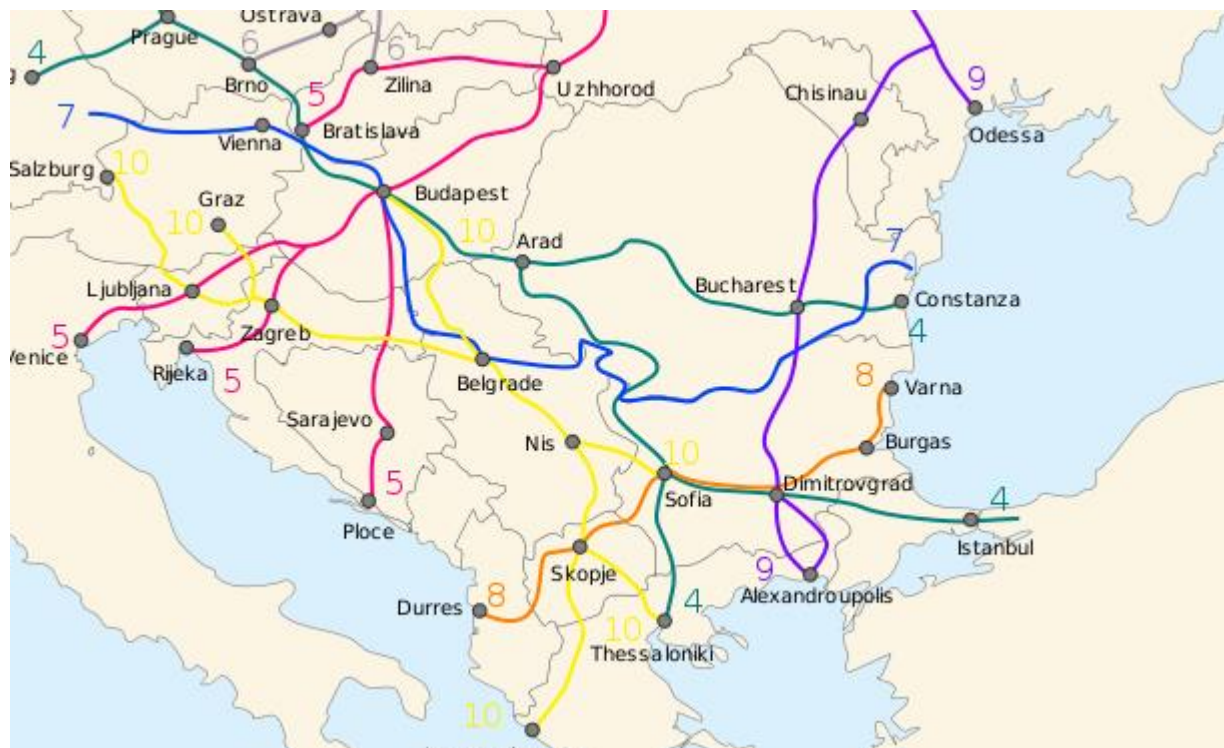 Ostrava
Prague
4
6
6
9
Brno
5
Zilina
Uzhhorod
Chisinau
7
Bratislava
Odessa
Vienna
Salzburg
10
Graz
Budapest
10
10
Arad
7
Ljubljana
Bucharest
Constanza
5
Zagreb
4
Rijeka
5
Belgrade
8
Varna
Sarajevo
Nis
10
Burgas
5
Sofia
Dimitrovgrad
4
Ploce
Istanbul
Skopje
9
Durres
8
4
Alexandroupolis
10
Thessaloniki
10